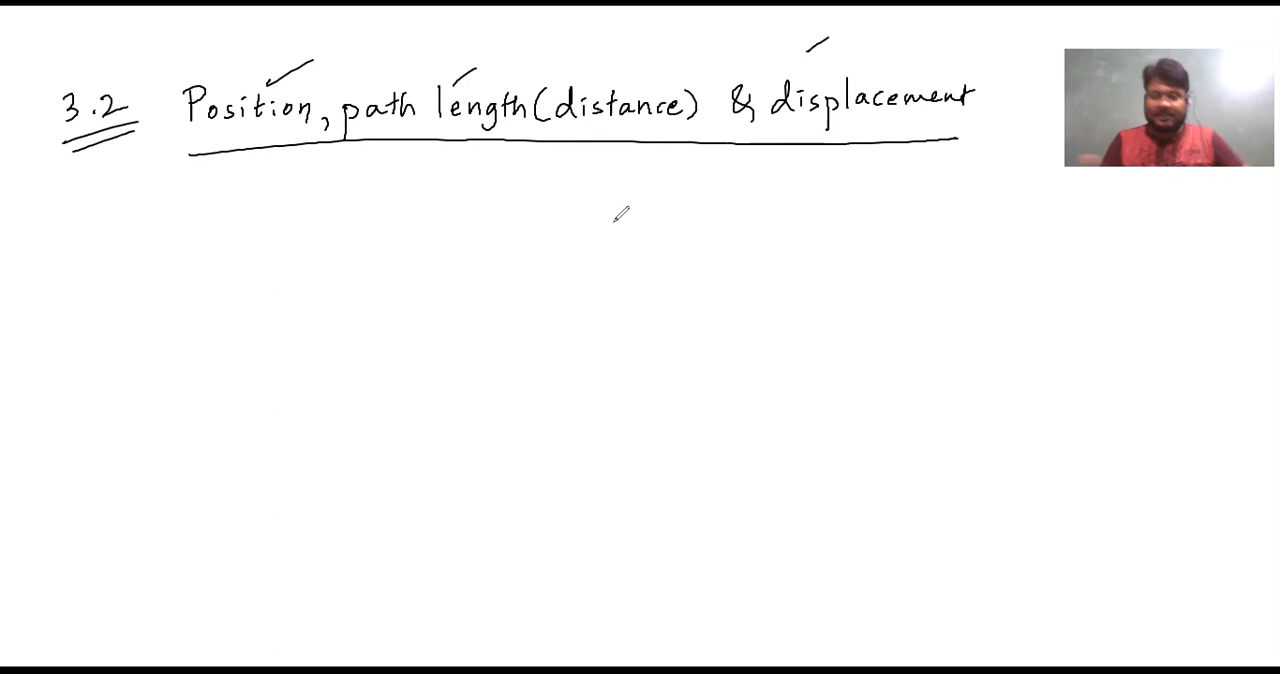 3.2 Position, path length(distance) & displacement